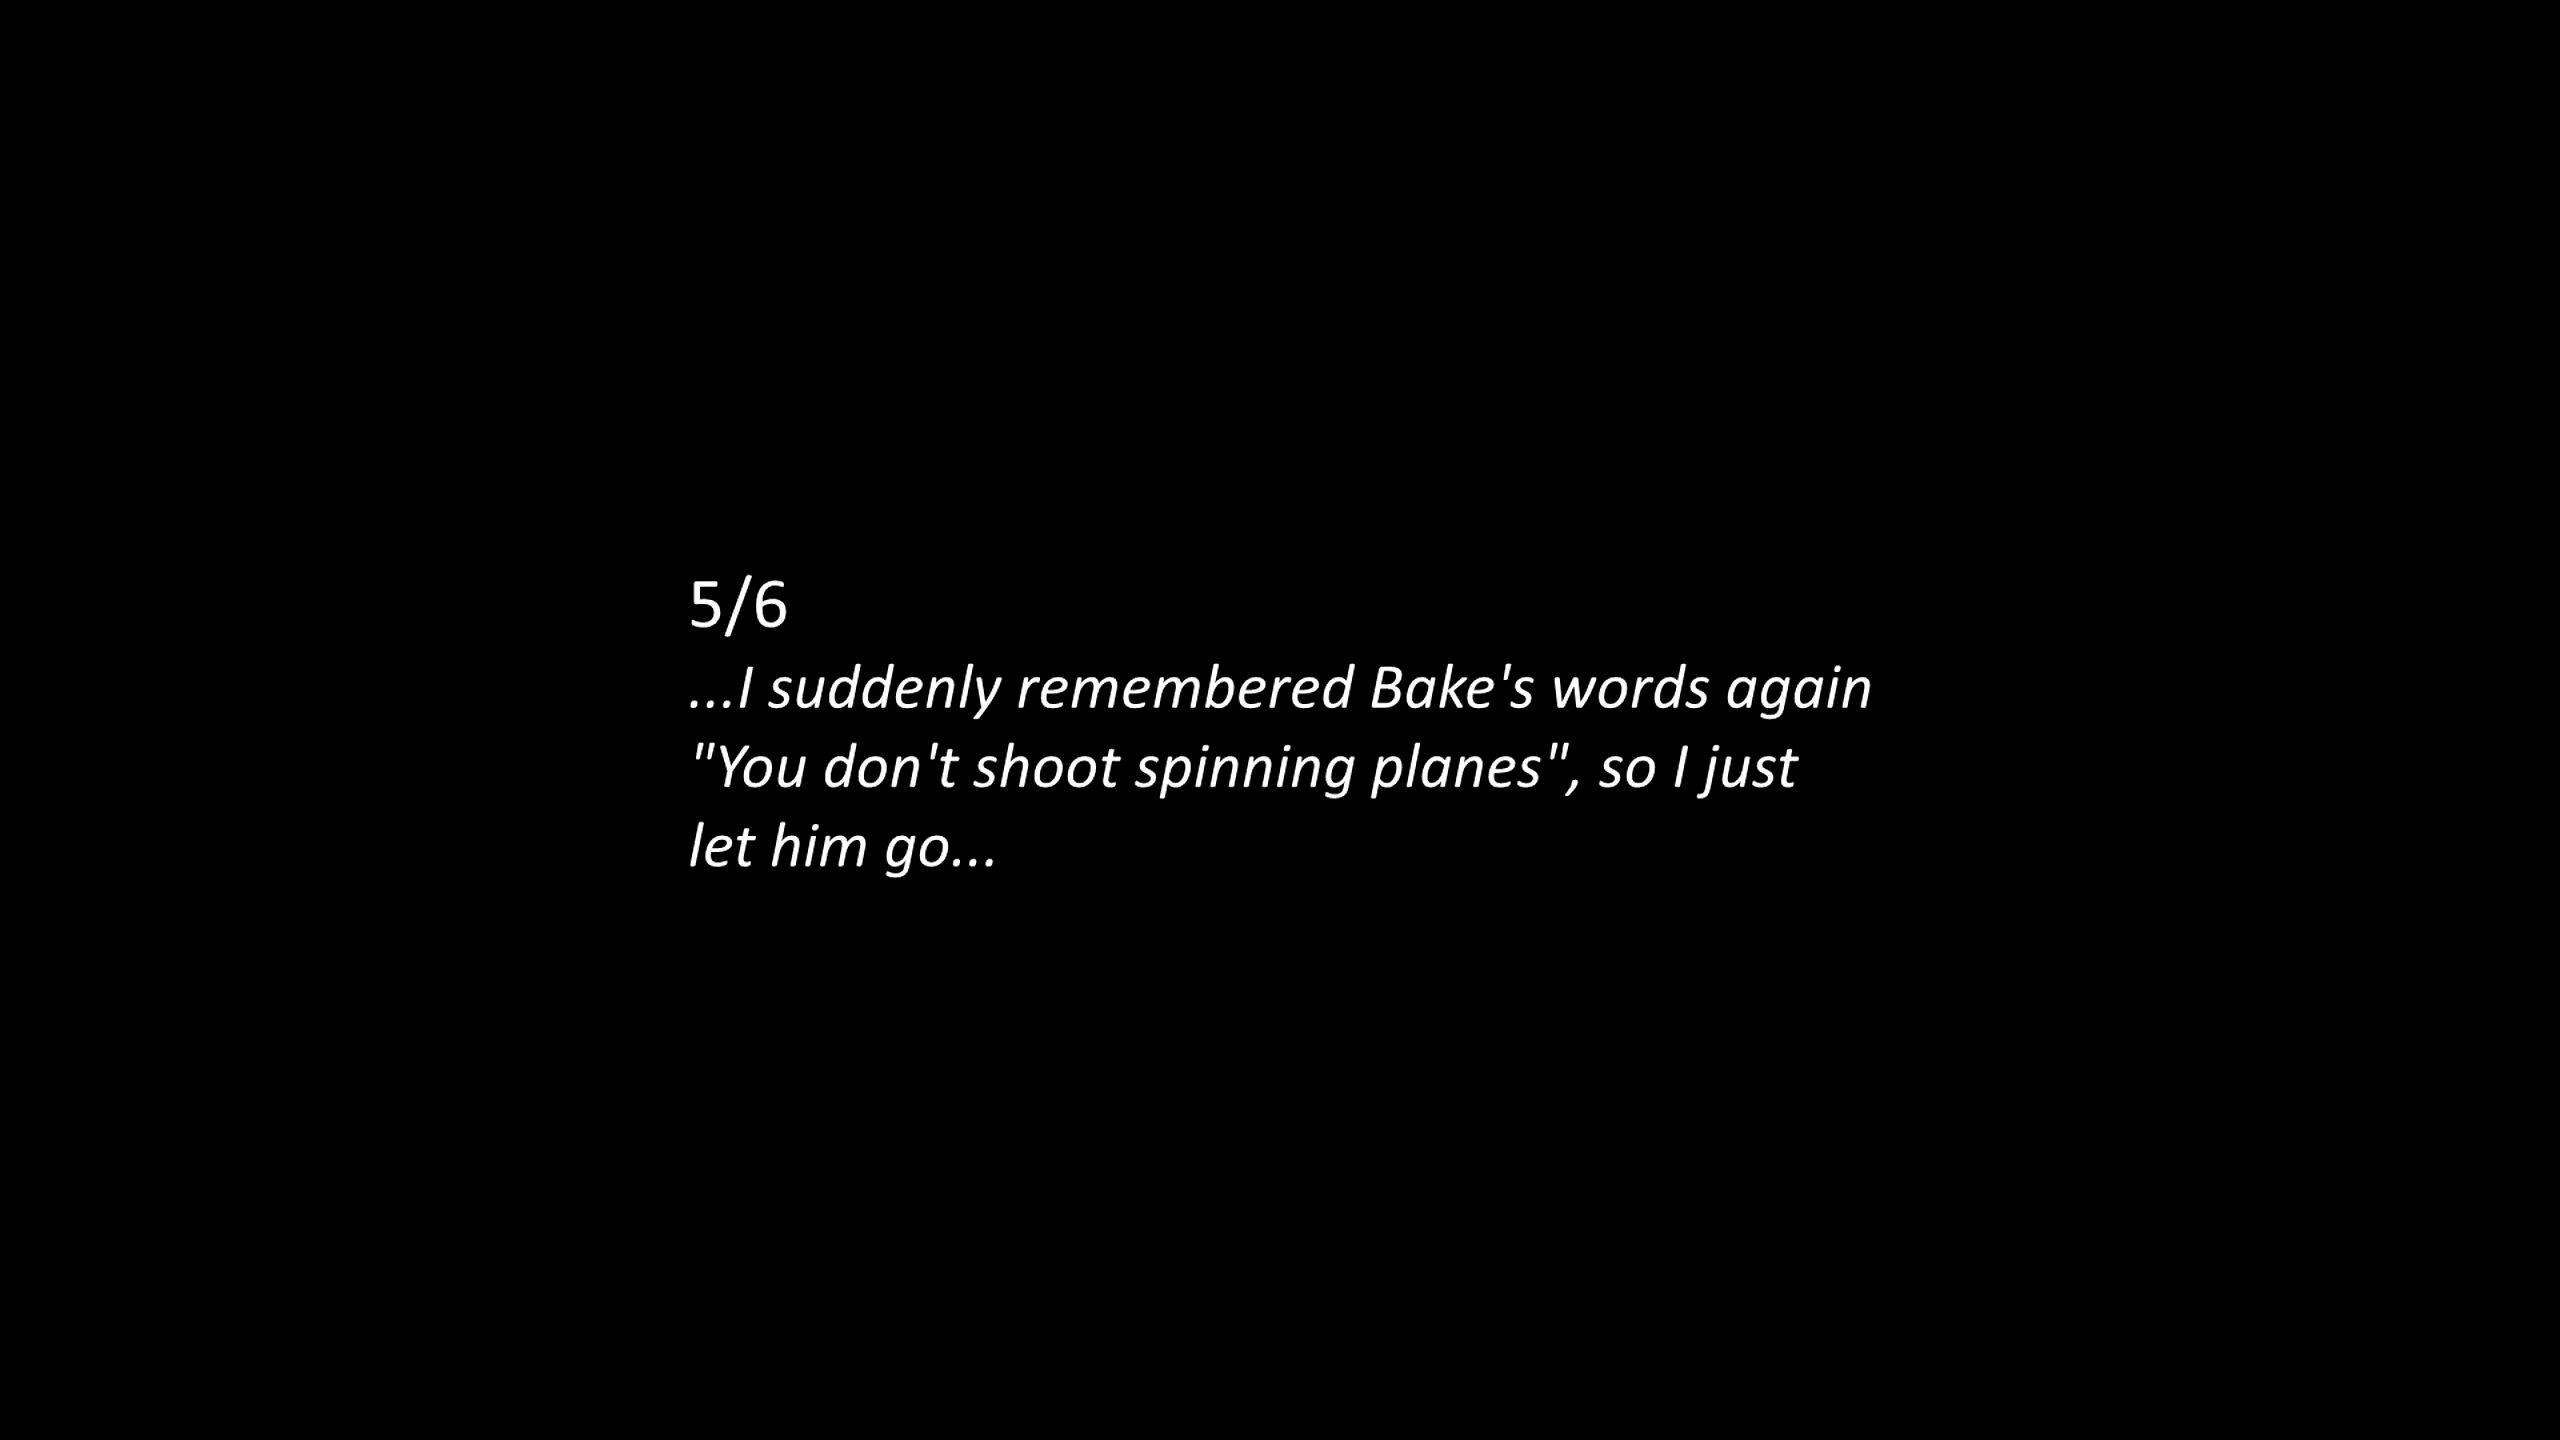 5/6
...I suddenly remembered Bake's words again
"You don't shoot spinning planes", so I just
let him go...